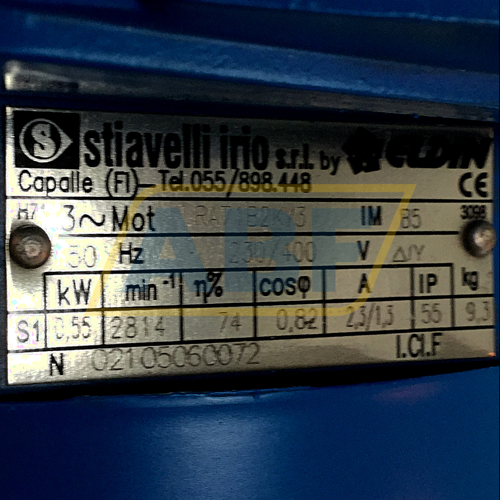 S stiavelli irio s.r.l. by ELDIN
Capalle (FI) - Tel.055/898.448 CE
3~ Mot IM B5 3098
50 Hz 230/400 V Δ/Y
kW min⁻¹ η% cosφ A IP kg
S1 0,55 2814 74 0,82 2,3/1,3 55 9,3
N 02105060072 I.Cl.F